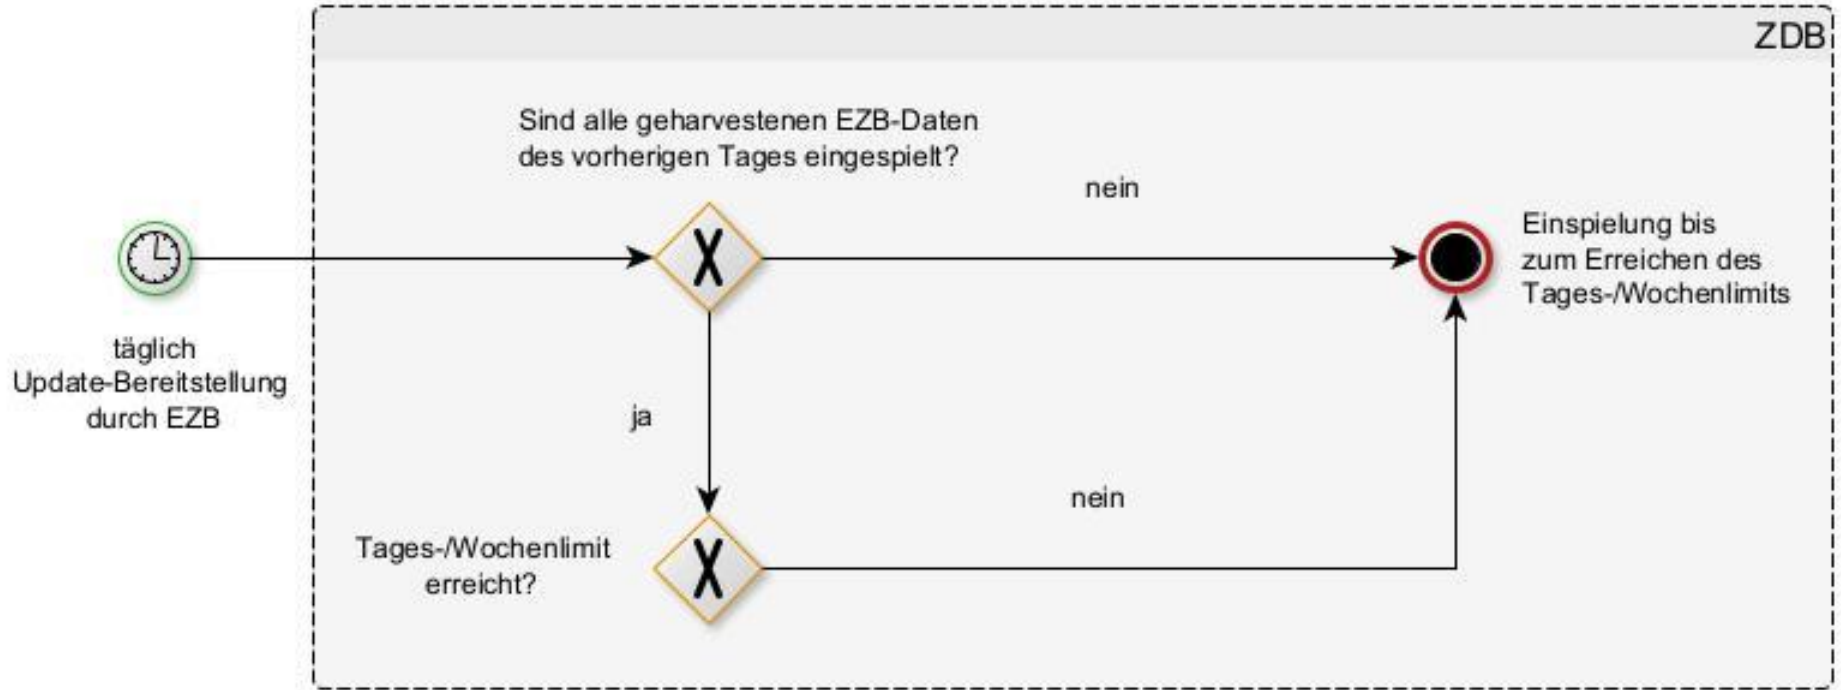 ZDB
Sind alle geharvestenen EZB-Daten
des vorherigen Tages eingespielt?
nein
Einspielung bis
zum Erreichen des
Tages-/Wochenlimits
täglich
Update-Bereitstellung
durch EZB
ja
nein
Tages-/Wochenlimit
erreicht?